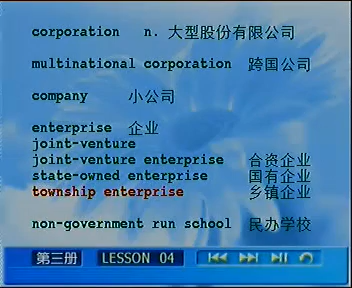 corporation n. 大型股份有限公司
multinational corporation 跨国公司
company 小公司
enterprise 企业
joint-venture
joint-venture enterprise 合资企业
state-owned enterprise 国有企业
township enterprise 乡镇企业
non-government run school 民办学校
第三册 LESSON 04